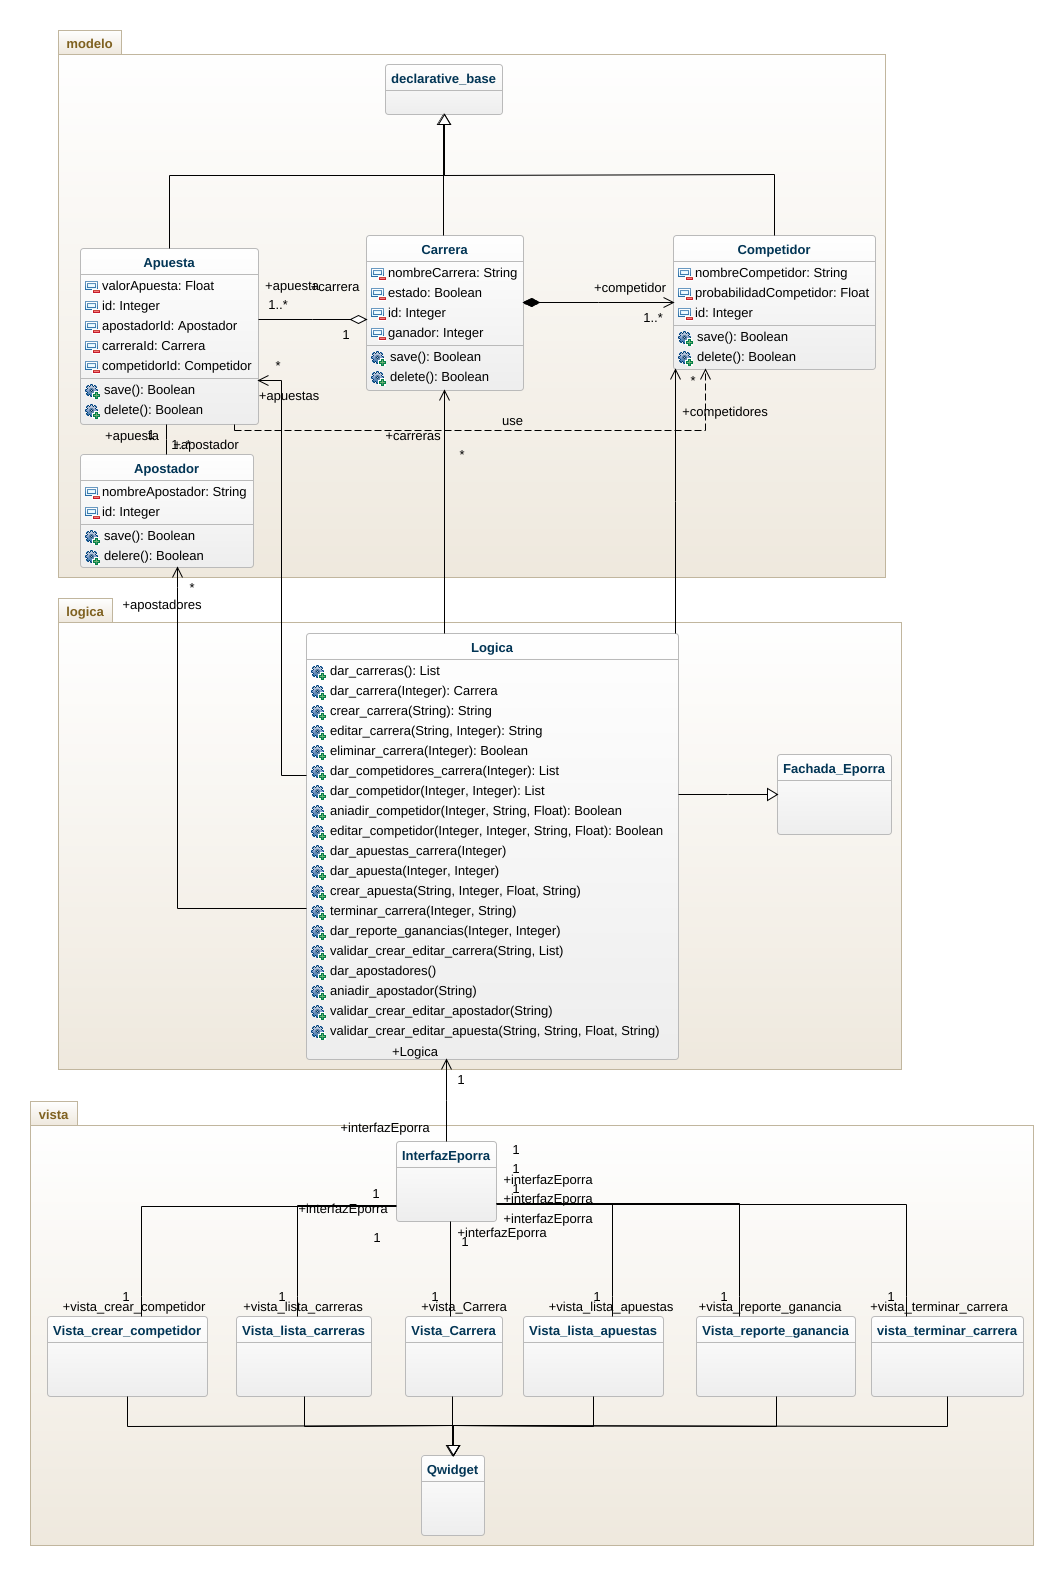 modelo
declarative_base
Apuesta
valorApuesta: Float
id: Integer
apostadorId: Apostador
carreraId: Carrera
competidorId: Competidor
save(): Boolean
delete(): Boolean
+apuesta
+carrera
1..*
1
Carrera
nombreCarrera: String
estado: Boolean
id: Integer
ganador: Integer
save(): Boolean
delete(): Boolean
+competidor
1..*
Competidor
nombreCompetidor: String
probabilidadCompetidor: Float
id: Integer
save(): Boolean
delete(): Boolean
*
+apuestas
*
+competidores
use
+carreras
*
+apuesta
1
1..*
+apostador
Apostador
nombreApostador: String
id: Integer
save(): Boolean
delere(): Boolean
*
+apostadores
logica
Logica
dar_carreras(): List
dar_carrera(Integer): Carrera
crear_carrera(String): String
editar_carrera(String, Integer): String
eliminar_carrera(Integer): Boolean
dar_competidores_carrera(Integer): List
dar_competidor(Integer, Integer): List
aniadir_competidor(Integer, String, Float): Boolean
editar_competidor(Integer, Integer, String, Float): Boolean
dar_apuestas_carrera(Integer)
dar_apuesta(Integer, Integer)
crear_apuesta(String, Integer, Float, String)
terminar_carrera(Integer, String)
dar_reporte_ganancias(Integer, Integer)
validar_crear_editar_carrera(String, List)
dar_apostadores()
aniadir_apostador(String)
validar_crear_editar_apostador(String)
validar_crear_editar_apuesta(String, String, Float, String)
Fachada_Eporra
+Logica
1
vista
+interfazEporra
InterfazEporra
1
1
+interfazEporra
1
1
+interfazEporra
+interfazEporra
+interfazEporra
+interfazEporra
1
1
1
+vista_crear_competidor
1
+vista_lista_carreras
1
+vista_Carrera
1
+vista_lista_apuestas
1
+vista_reporte_ganancia
1
+vista_terminar_carrera
Vista_crear_competidor
Vista_lista_carreras
Vista_Carrera
Vista_lista_apuestas
Vista_reporte_ganancia
vista_terminar_carrera
Qwidget